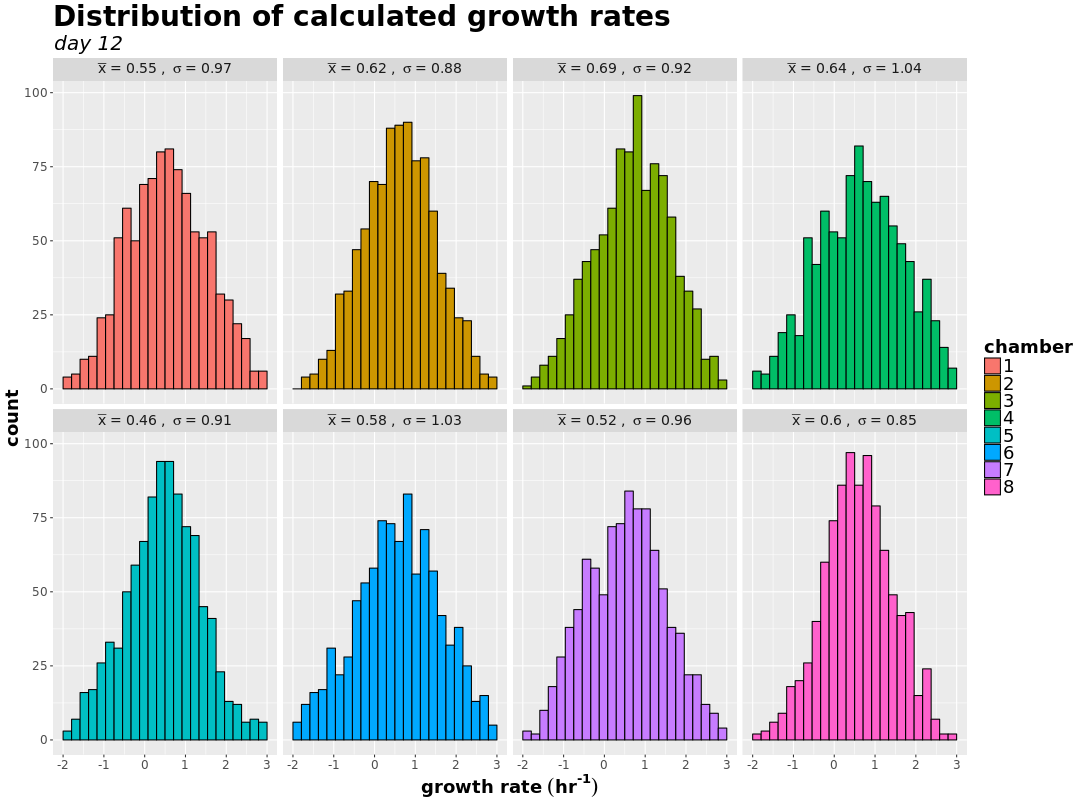 Distribution of calculated growth rates
day 12
x̅ = 0.55 , σ = 0.97
x̅ = 0.62 , σ = 0.88
x̅ = 0.69 , σ = 0.92
x̅ = 0.64 , σ = 1.04
100
75
50
25
0
x̅ = 0.46 , σ = 0.91
x̅ = 0.58 , σ = 1.03
x̅ = 0.52 , σ = 0.96
x̅ = 0.6 , σ = 0.85
100
75
50
25
0
-2 -1 0 1 2 3
-2 -1 0 1 2 3
-2 -1 0 1 2 3
-2 -1 0 1 2 3
count
growth rate (hr⁻¹)
chamber
1
2
3
4
5
6
7
8